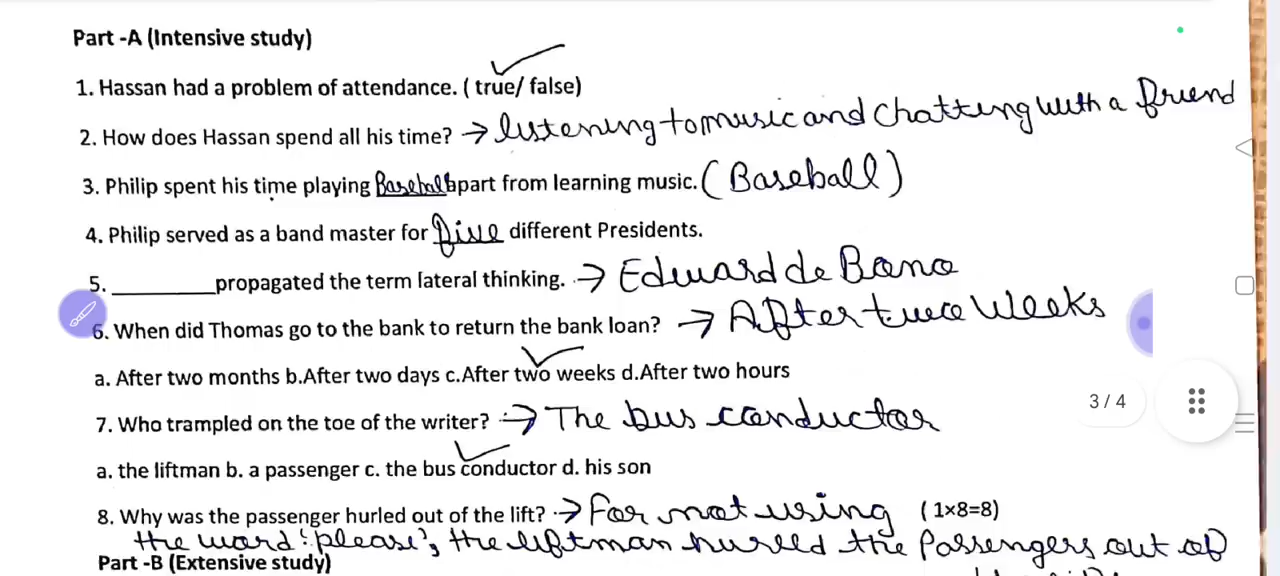 Part -A (Intensive study)
1. Hassan had a problem of attendance. ( true/ false)
2. How does Hassan spend all his time? → listening to music and chatting with a friend
3. Philip spent his time playing Baseball apart from learning music. (Baseball)
4. Philip served as a band master for five different Presidents.
5. ________ propagated the term lateral thinking. → Edward de Bono
6. When did Thomas go to the bank to return the bank loan? → After two weeks
a. After two months b.After two days c.After two weeks d.After two hours
3 / 4
7. Who trampled on the toe of the writer? → The bus conductor
a. the liftman b. a passenger c. the bus conductor d. his son
8. Why was the passenger hurled out of the lift? → For not using (1×8=8)
the word 'please', the liftman hurled the passengers out of
Part -B (Extensive study)